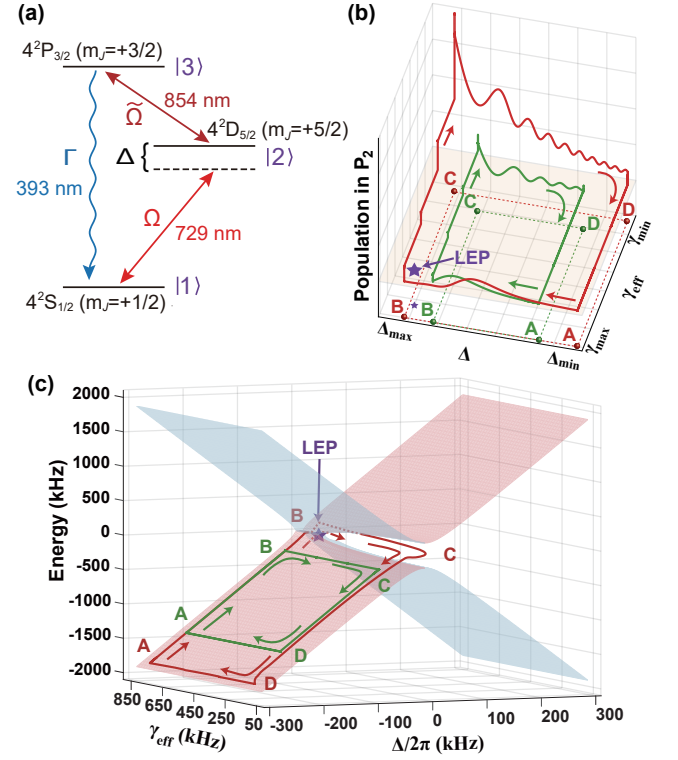 (a)
4²P3/2 (mJ=+3/2)
|3⟩
854 nm
Ω̃
4²D5/2 (mJ=+5/2)
Γ
Δ {
|2⟩
393 nm
Ω
729 nm
|1⟩
4²S1/2 (mJ=+1/2)
(b)
Population in P2
C
C
D
D
LEP
B
B
A
A
Δmax
Δ
Δmin
γmin
γeff
γmax
(c)
Energy (kHz)
2000
1500
1000
500
0
-500
-1000
-1500
-2000
LEP
B
B
C
C
A
A
D
D
850
650
450
250
50
γeff (kHz)
-300
-200
-100
0
100
200
300
Δ/2π (kHz)